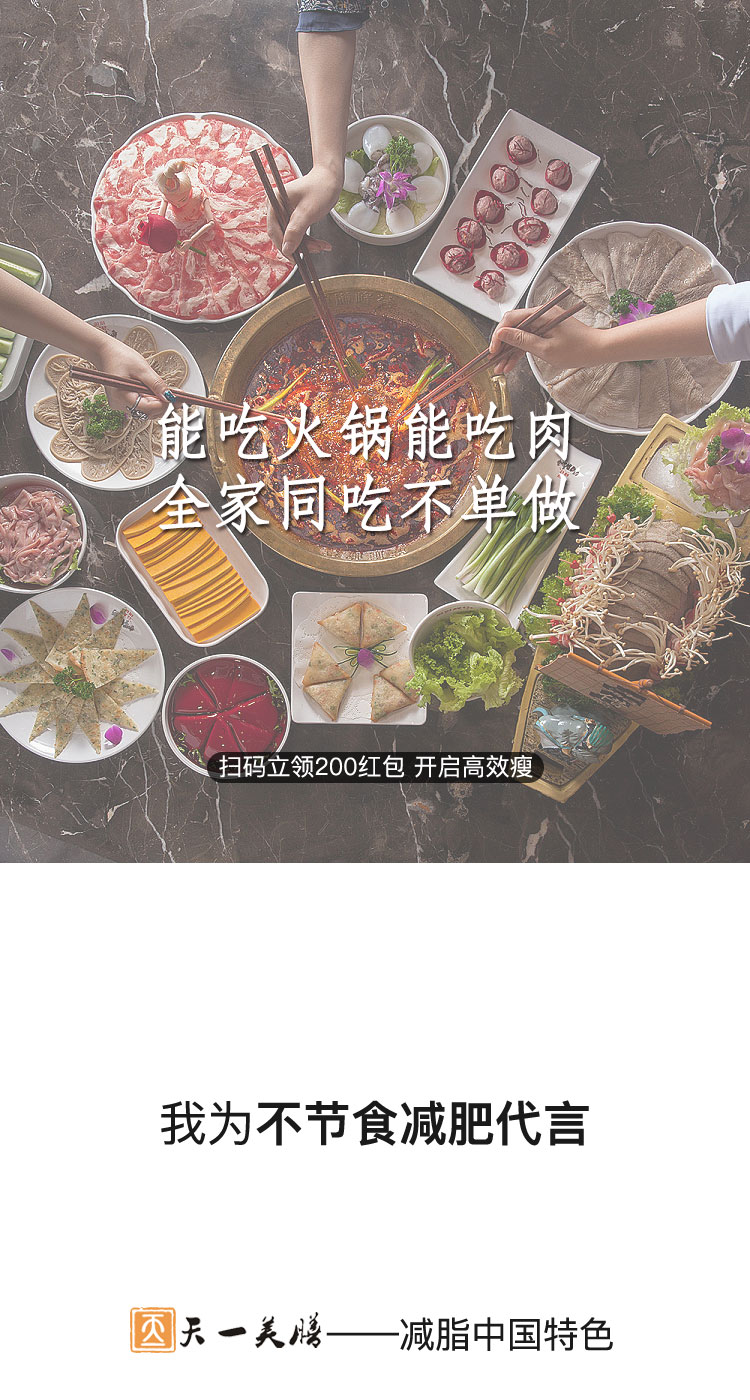 能吃火锅能吃肉
全家同吃不单做
扫码立领200红包 开启高效瘦
我为不节食减肥代言
天一美膳——减脂中国特色